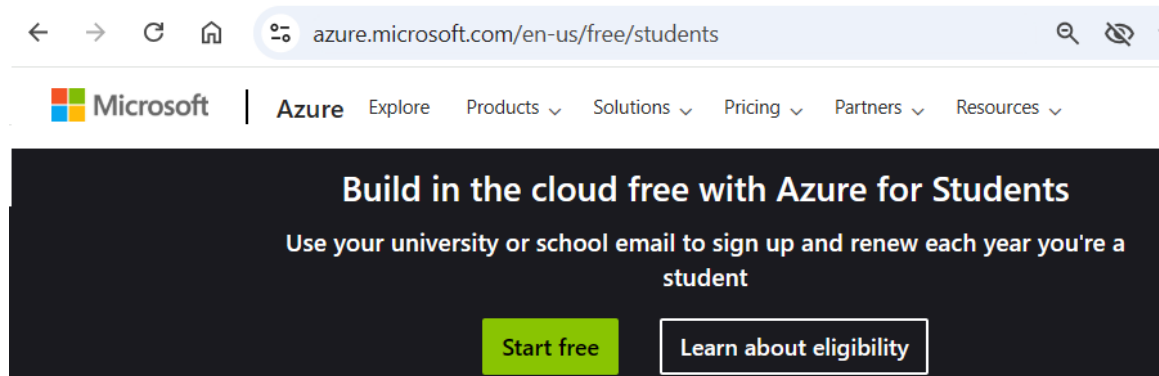 azure.microsoft.com/en-us/free/students
Microsoft Azure Explore Products Solutions Pricing Partners Resources
Build in the cloud free with Azure for Students
Use your university or school email to sign up and renew each year you're a
student
Start free Learn about eligibility